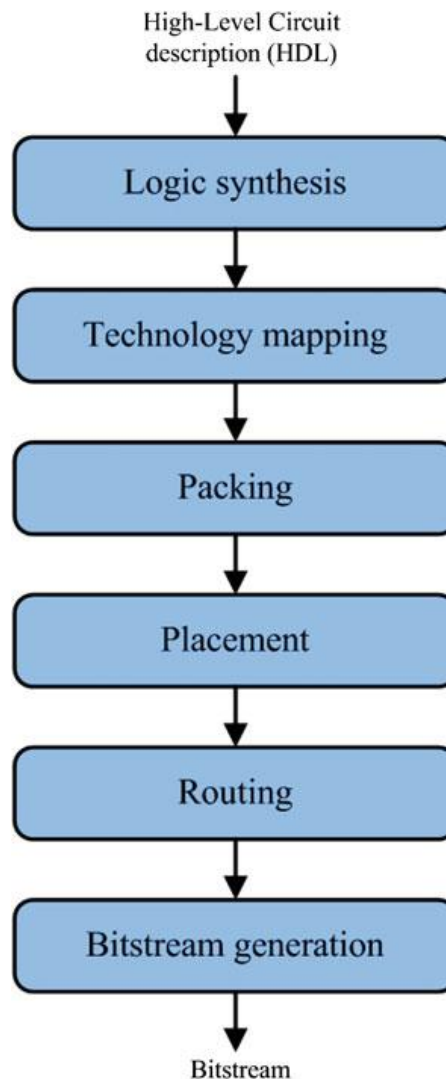 High-Level Circuit
description (HDL)
Logic synthesis
Technology mapping
Packing
Placement
Routing
Bitstream generation
Bitstream